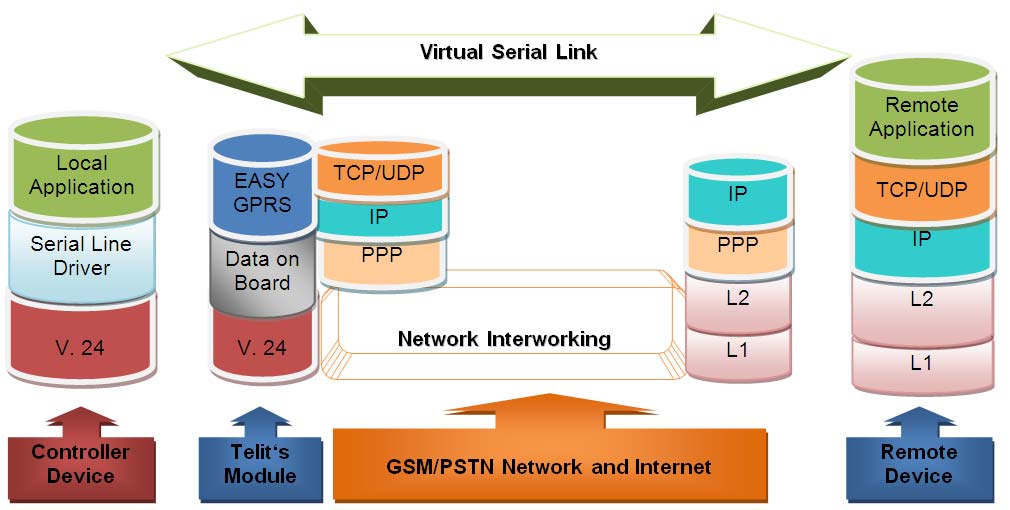 Virtual Serial Link
Local
Application
Serial Line
Driver
V. 24
EASY
GPRS
Data on
Board
V. 24
TCP/UDP
IP
PPP
Network Interworking
IP
PPP
L2
L1
Remote
Application
TCP/UDP
IP
L2
L1
Controller
Device
Telit‘s
Module
GSM/PSTN Network and Internet
Remote
Device